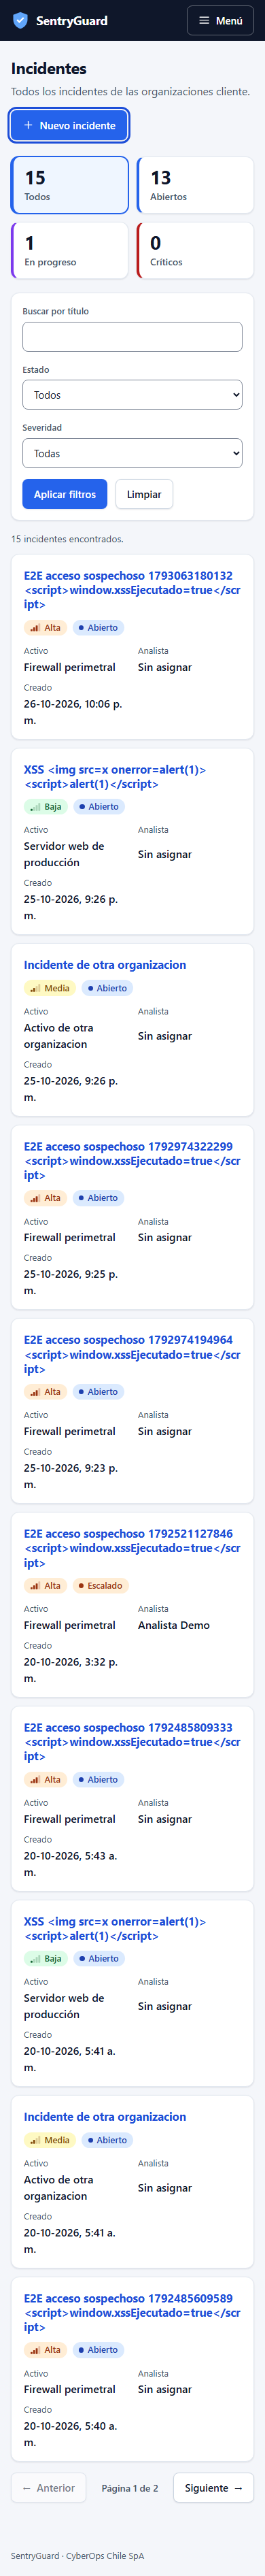 SentryGuard
Menú
Incidentes
Todos los incidentes de las organizaciones cliente.
+ Nuevo incidente
15
Todos
13
Abiertos
1
En progreso
0
Críticos
Buscar por título
Estado
Todos
Severidad
Todas
Aplicar filtros
Limpiar
15 incidentes encontrados.
E2E acceso sospechoso 1793063180132
<script>window.xssEjecutado=true</scr
ipt>
Alta
Abierto
Activo
Analista
Firewall perimetral
Sin asignar
Creado
26-10-2026, 10:06 p.
m.
XSS <img src=x onerror=alert(1)>
<script>alert(1)</script>
Baja
Abierto
Activo
Analista
Servidor web de
producción
Sin asignar
Creado
25-10-2026, 9:26 p.
m.
Incidente de otra organizacion
Media
Abierto
Activo
Analista
Activo de otra
organizacion
Sin asignar
Creado
25-10-2026, 9:26 p.
m.
E2E acceso sospechoso 1792974322299
<script>window.xssEjecutado=true</scr
ipt>
Alta
Abierto
Activo
Analista
Firewall perimetral
Sin asignar
Creado
25-10-2026, 9:25 p.
m.
E2E acceso sospechoso 1792974194964
<script>window.xssEjecutado=true</scr
ipt>
Alta
Abierto
Activo
Analista
Firewall perimetral
Sin asignar
Creado
25-10-2026, 9:23 p.
m.
E2E acceso sospechoso 1792521127846
<script>window.xssEjecutado=true</scr
ipt>
Alta
Escalado
Activo
Analista
Firewall perimetral
Analista Demo
Creado
20-10-2026, 3:32 p.
m.
E2E acceso sospechoso 1792485809333
<script>window.xssEjecutado=true</scr
ipt>
Alta
Abierto
Activo
Analista
Firewall perimetral
Sin asignar
Creado
20-10-2026, 5:43 a.
m.
XSS <img src=x onerror=alert(1)>
<script>alert(1)</script>
Baja
Abierto
Activo
Analista
Servidor web de
producción
Sin asignar
Creado
20-10-2026, 5:41 a.
m.
Incidente de otra organizacion
Media
Abierto
Activo
Analista
Activo de otra
organizacion
Sin asignar
Creado
20-10-2026, 5:41 a.
m.
E2E acceso sospechoso 1792485609589
<script>window.xssEjecutado=true</scr
ipt>
Alta
Abierto
Activo
Analista
Firewall perimetral
Sin asignar
Creado
20-10-2026, 5:40 a.
m.
← Anterior
Página 1 de 2
Siguiente →
SentryGuard · CyberOps Chile SpA